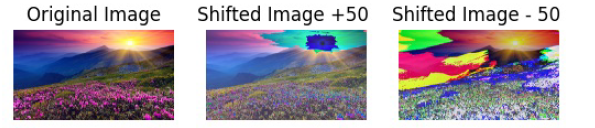 Original Image
Shifted Image +50
Shifted Image - 50